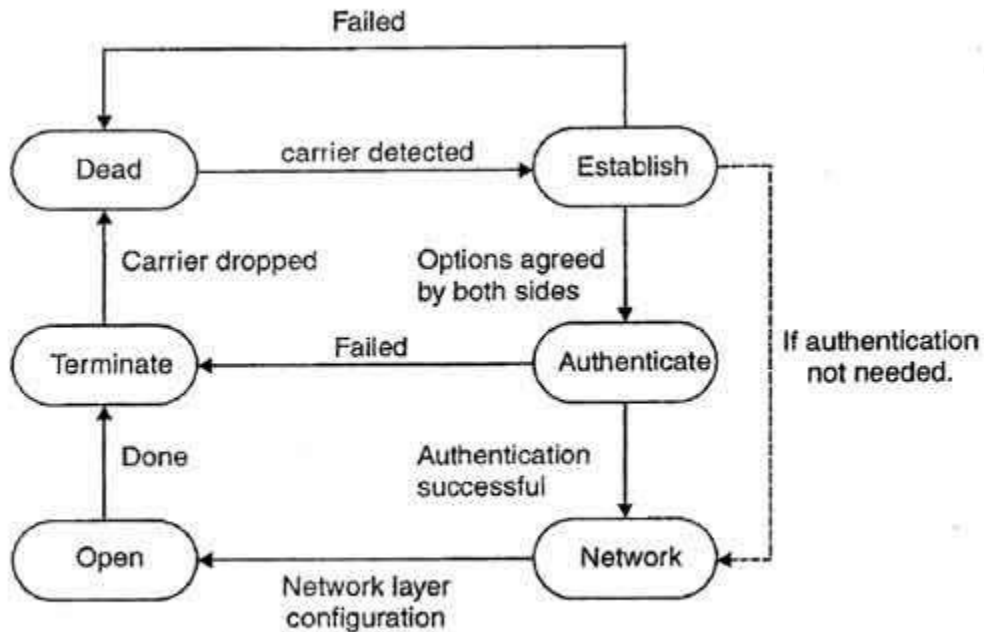 Failed
Dead
carrier detected
Establish
Carrier dropped
Options agreed
by both sides
Terminate
Failed
Authenticate
If authentication
not needed.
Done
Authentication
successful
Open
Network
Network layer
configuration